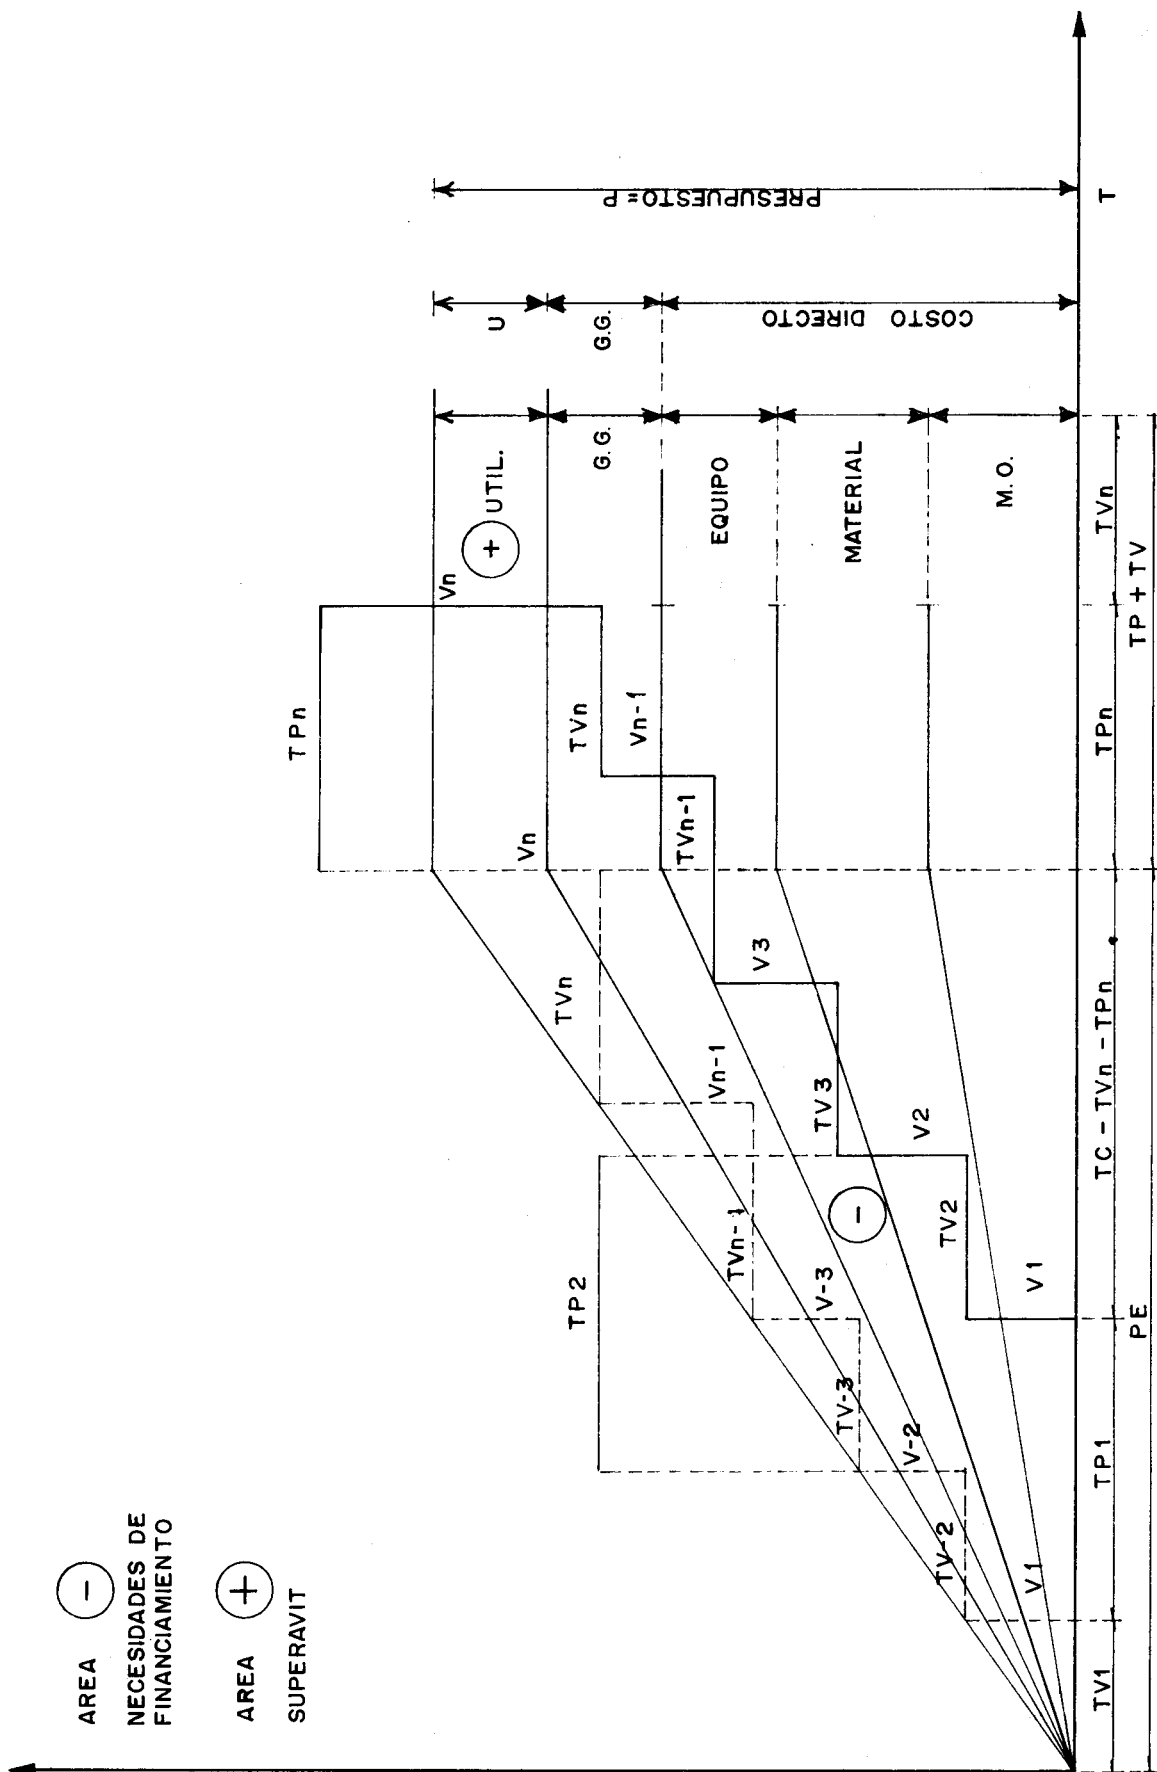 AREA −
NECESIDADES DE
FINANCIAMIENTO
AREA +
SUPERAVIT
TPn
TP2
Vn
+ UTIL.
U
Vn
TVn
G.G.
G.G.
TVn
Vn-1
Vn-1
TVn-1
EQUIPO
TVn-1
V3
V-3
TV3
MATERIAL
TV-3
−
V2
V-2
TV2
M.O.
TV-2
V1
V1
COSTO DIRECTO
PRESUPUESTO = P
TV1
TP1
TC - TVn - TPn
TPn
TVn
T
PE
TP + TV